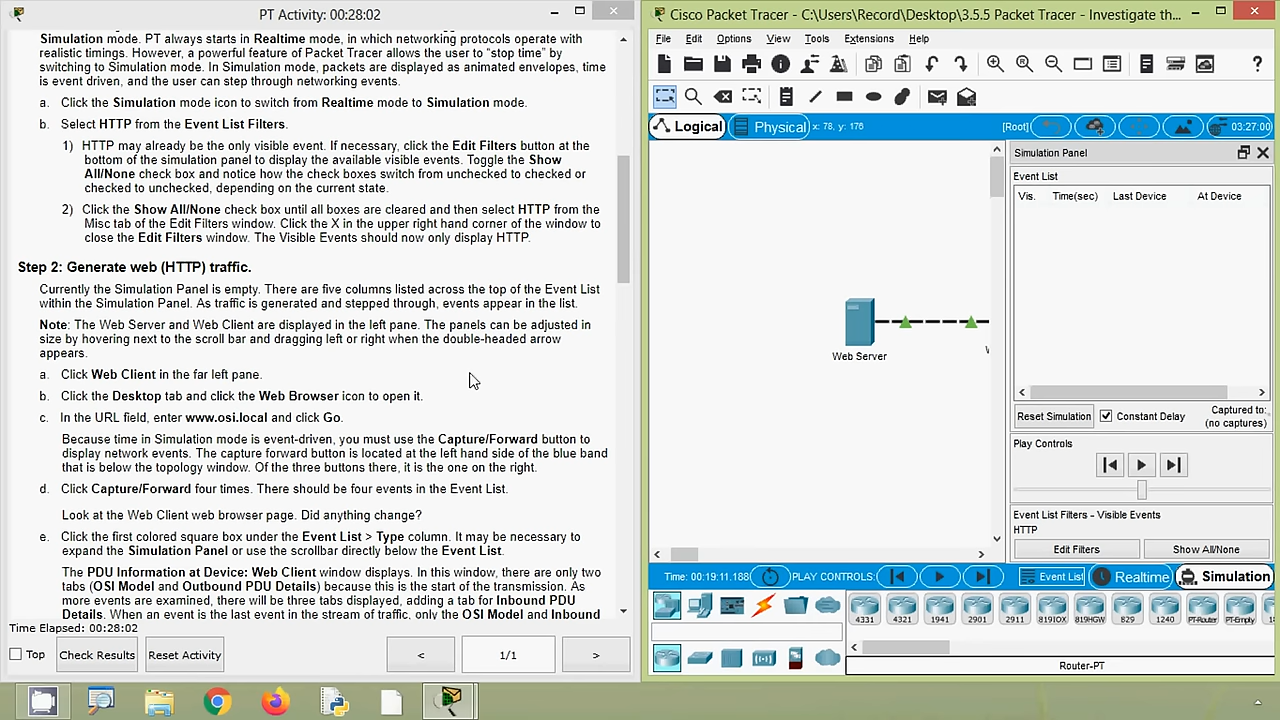 PT Activity: 00:28:02
Simulation mode. PT always starts in Realtime mode, in which networking protocols operate with
realistic timings. However, a powerful feature of Packet Tracer allows the user to "stop time" by
switching to Simulation mode. In Simulation mode, packets are displayed as animated envelopes, time
is event driven, and the user can step through networking events.
a. Click the Simulation mode icon to switch from Realtime mode to Simulation mode.
b. Select HTTP from the Event List Filters.
1) HTTP may already be the only visible event. If necessary, click the Edit Filters button at the
bottom of the simulation panel to display the available visible events. Toggle the Show
All/None check box and notice how the check boxes switch from unchecked to checked or
checked to unchecked, depending on the current state.
2) Click the Show All/None check box until all boxes are cleared and then select HTTP from the
Misc tab of the Edit Filters window. Click the X in the upper right hand corner of the window to
close the Edit Filters window. The Visible Events should now only display HTTP.
Step 2: Generate web (HTTP) traffic.
Currently the Simulation Panel is empty. There are five columns listed across the top of the Event List
within the Simulation Panel. As traffic is generated and stepped through, events appear in the list.
Note: The Web Server and Web Client are displayed in the left pane. The panels can be adjusted in
size by hovering next to the scroll bar and dragging left or right when the double-headed arrow
appears.
a. Click Web Client in the far left pane.
b. Click the Desktop tab and click the Web Browser icon to open it.
c. In the URL field, enter www.osi.local and click Go.
Because time in Simulation mode is event-driven, you must use the Capture/Forward button to
display network events. The capture forward button is located at the left hand side of the blue band
that is below the topology window. Of the three buttons there, it is the one on the right.
d. Click Capture/Forward four times. There should be four events in the Event List.
Look at the Web Client web browser page. Did anything change?
e. Click the first colored square box under the Event List > Type column. It may be necessary to
expand the Simulation Panel or use the scrollbar directly below the Event List.
The PDU Information at Device: Web Client window displays. In this window, there are only two
tabs (OSI Model and Outbound PDU Details) because this is the start of the transmission. As
more events are examined, there will be three tabs displayed, adding a tab for Inbound PDU
Details. When an event is the last event in the stream of traffic, only the OSI Model and Inbound
Time Elapsed: 00:28:02
Top
Check Results
Reset Activity
<
1/1
>
Cisco Packet Tracer - C:\Users\Record\Desktop\3.5.5 Packet Tracer - Investigate th...
File Edit Options View Tools Extensions Help
Logical
Physical x: 78, y: 176
[Root]
03:27:00
Web Server
Simulation Panel
Event List
Vis. Time(sec) Last Device At Device
Reset Simulation
Constant Delay
Captured to:
(no captures)
Play Controls
Event List Filters - Visible Events
HTTP
Edit Filters
Show All/None
Time: 00:19:11.188
PLAY CONTROLS:
Event List
Realtime
Simulation
4331 4321 1941 2901 2911 819IOX 819HGW 829 1240 PT-Router PT-Empty
Router-PT